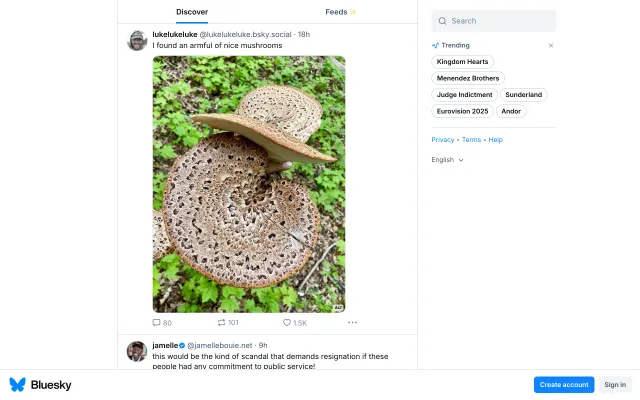 Discover
Feeds ✨
lukelukeluke @lukelukeluke.bsky.social · 18h
I found an armful of nice mushrooms
ALT
80
101
1.5K
jamelle @jamellebouie.net · 9h
this would be the kind of scandal that demands resignation if these
people had any commitment to public service!
Search
Trending
Kingdom Hearts
Menendez Brothers
Judge Indictment
Sunderland
Eurovision 2025
Andor
Privacy • Terms • Help
English
Bluesky
Create account
Sign in